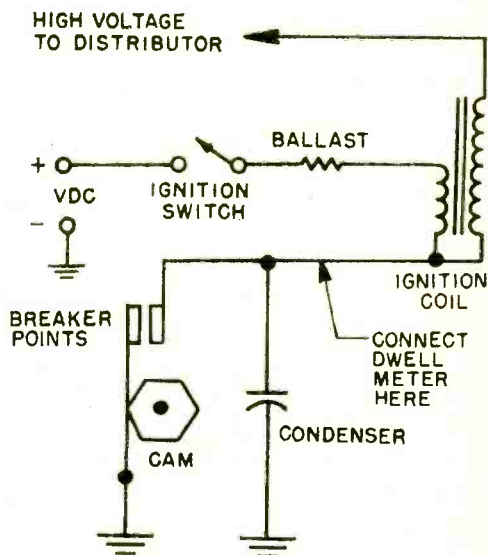 HIGH VOLTAGE
TO DISTRIBUTOR
BALLAST
+
VDC
-
IGNITION
SWITCH
IGNITION
COIL
BREAKER
POINTS
CONNECT
DWELL
METER
HERE
CAM
CONDENSER